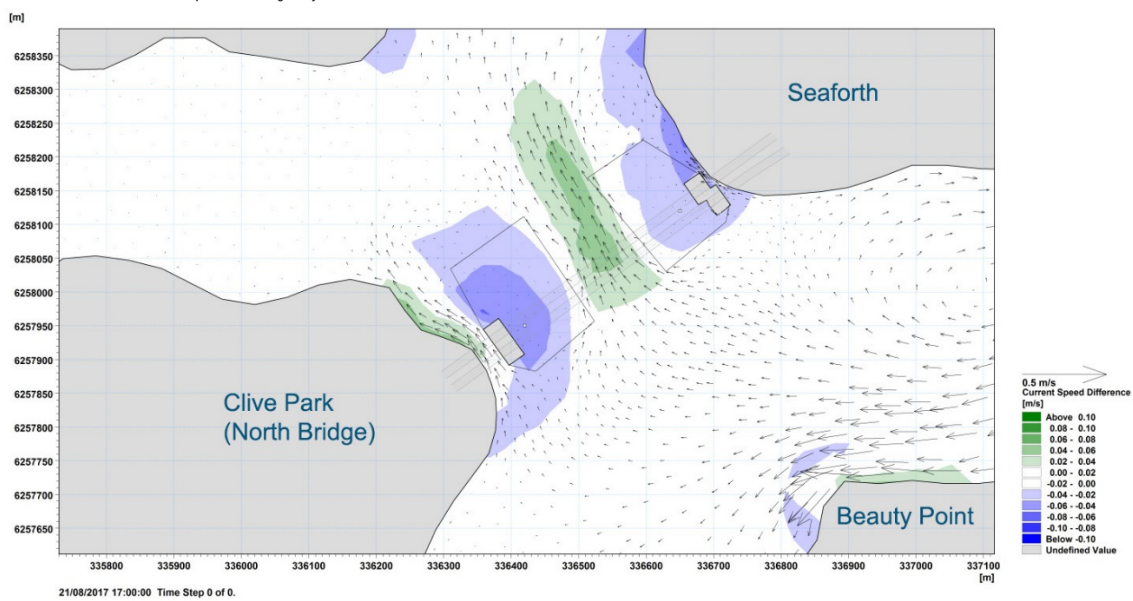 [m]
6258350
6258300
6258250
6258200
6258150
6258100
6258050
6258000
6257950
6257900
6257850
6257800
6257750
6257700
6257650
Seaforth
Clive Park
(North Bridge)
Beauty Point
335800 335900 336000 336100 336200 336300 336400 336500 336600 336700 336800 336900 337000 337100
[m]
0.5 m/s
Current Speed Difference
[m/s]
Above 0.10
0.08 - 0.10
0.06 - 0.08
0.04 - 0.06
0.02 - 0.04
0.00 - 0.02
-0.02 - 0.00
-0.04 - -0.02
-0.06 - -0.04
-0.08 - -0.06
-0.10 - -0.08
Below -0.10
Undefined Value
21/08/2017 17:00:00 Time Step 0 of 0.